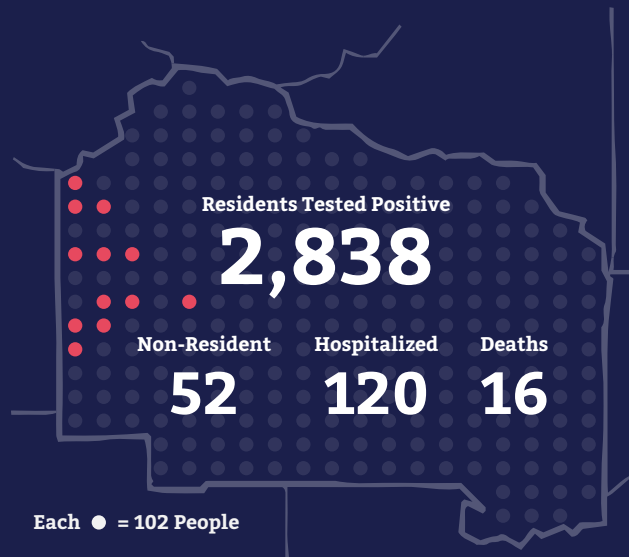 Residents Tested Positive
2,838
Non-Resident Hospitalized Deaths
52 120 16
Each = 102 People